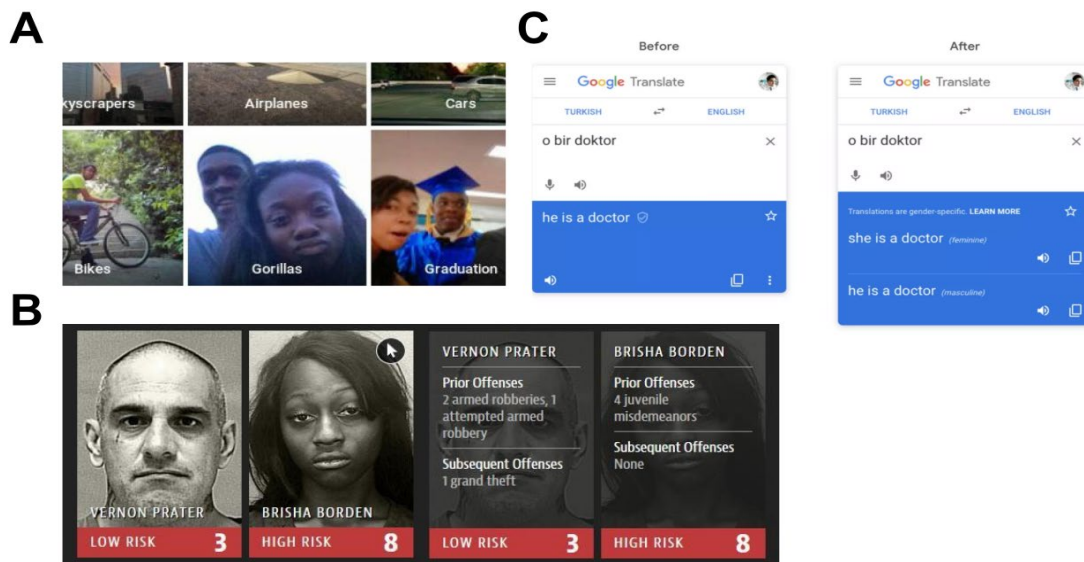 A
kyscrapers
Airplanes
Cars
Bikes
Gorillas
Graduation
B
VERNON PRATER
LOW RISK 3
BRISHA BORDEN
HIGH RISK 8
VERNON PRATER
Prior Offenses
2 armed robberies, 1
attempted armed
robbery
Subsequent Offenses
1 grand theft
LOW RISK 3
BRISHA BORDEN
Prior Offenses
4 juvenile
misdemeanors
Subsequent Offenses
None
HIGH RISK 8
C
Before
Google Translate
TURKISH ENGLISH
o bir doktor
he is a doctor
After
Google Translate
TURKISH ENGLISH
o bir doktor
Translations are gender-specific. LEARN MORE
she is a doctor (feminine)
he is a doctor (masculine)